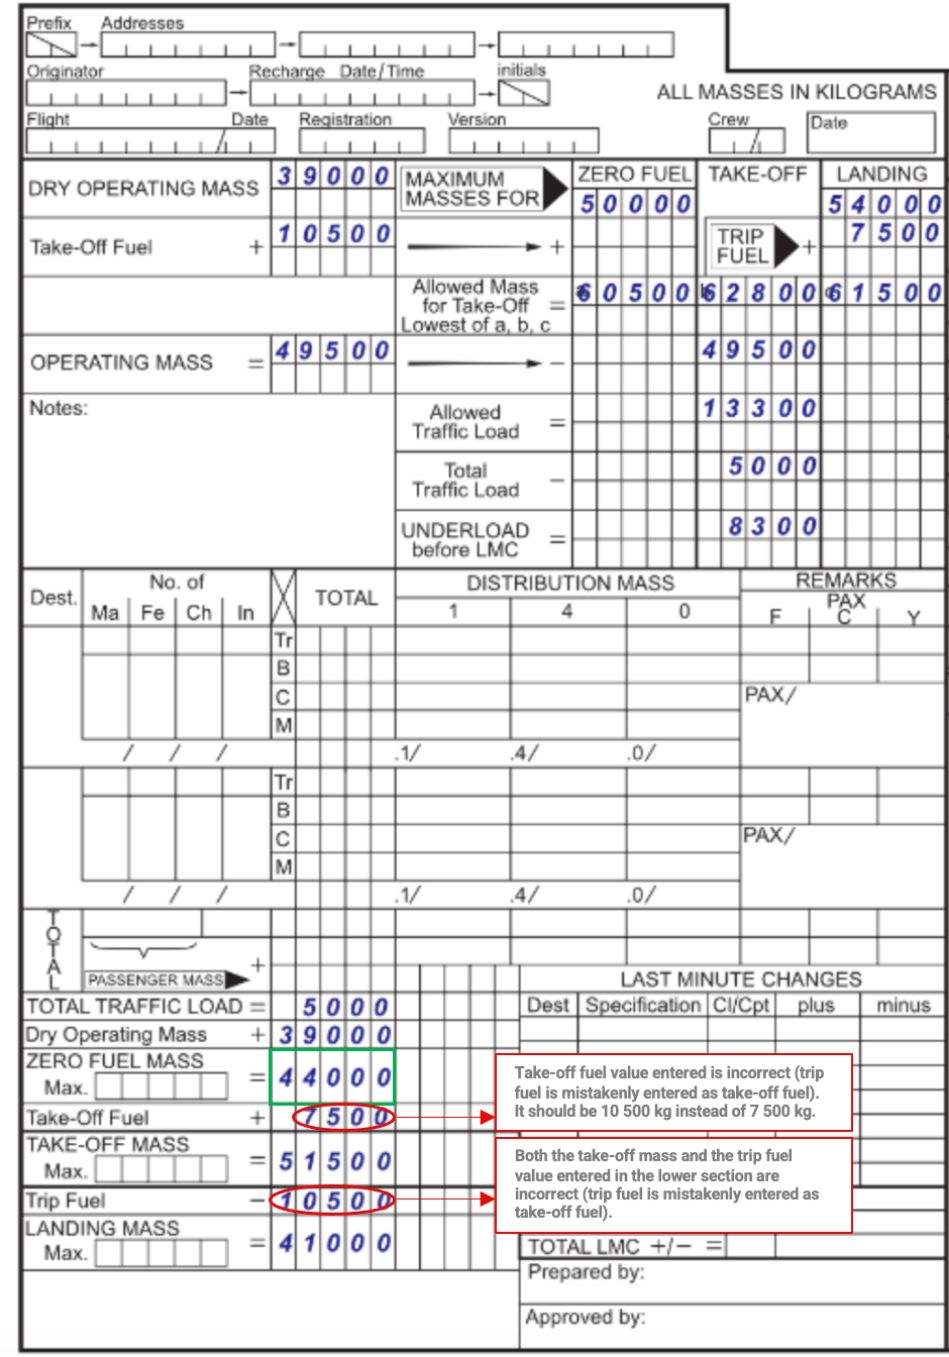 Prefix Addresses
Originator Recharge Date/Time initials
ALL MASSES IN KILOGRAMS
Flight Date Registration Version Crew Date
DRY OPERATING MASS 39000 MAXIMUM MASSES FOR ZERO FUEL TAKE-OFF LANDING
50000 54000
Take-Off Fuel + 10500 + TRIP FUEL + 7500
Allowed Mass
for Take-Off = a 60500 b 62800 c 61500
Lowest of a, b, c
OPERATING MASS = 49500 – 49500
Notes:
Allowed
Traffic Load = 13300
Total
Traffic Load – 5000
UNDERLOAD
before LMC = 8300
Dest. No. of TOTAL DISTRIBUTION MASS REMARKS
Ma Fe Ch In 1 4 0 PAX
F C Y
Tr
B
C PAX/
M
/ / / .1/ .4/ .0/
Tr
B
C PAX/
M
/ / / .1/ .4/ .0/
TOTAL
PASSENGER MASS +
LAST MINUTE CHANGES
TOTAL TRAFFIC LOAD = 5000 Dest Specification Cl/Cpt plus minus
Dry Operating Mass + 39000
ZERO FUEL MASS
Max. = 44000
Take-off fuel value entered is incorrect (trip
fuel is mistakenly entered as take-off fuel).
It should be 10 500 kg instead of 7 500 kg.
Take-Off Fuel + 7500
TAKE-OFF MASS
Max. = 51500
Both the take-off mass and the trip fuel
value entered in the lower section are
incorrect (trip fuel is mistakenly entered as
take-off fuel).
Trip Fuel – 10500
LANDING MASS
Max. = 41000
TOTAL LMC +/– =
Prepared by:
Approved by: